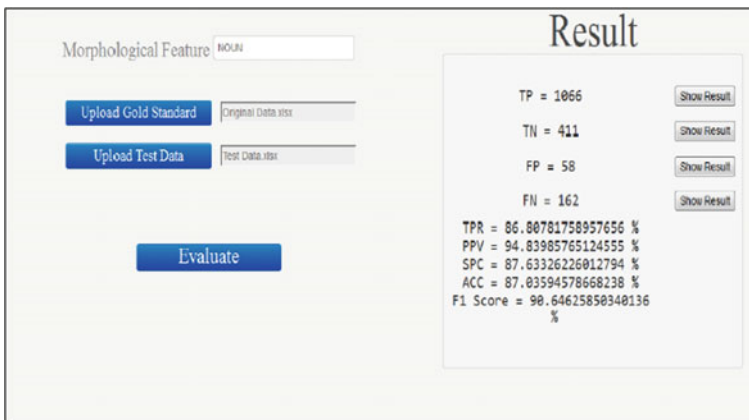 Result
Morphological Feature NOUN
Upload Gold Standard Original Data.xlsx
Upload Test Data Test Data.xlsx
Evaluate
TP = 1066 Show Result
TN = 411 Show Result
FP = 58 Show Result
FN = 162 Show Result
TPR = 86.80781758957656 %
PPV = 94.83985765124555 %
SPC = 87.63326226012794 %
ACC = 87.03594578668238 %
F1 Score = 90.64625850340136
%